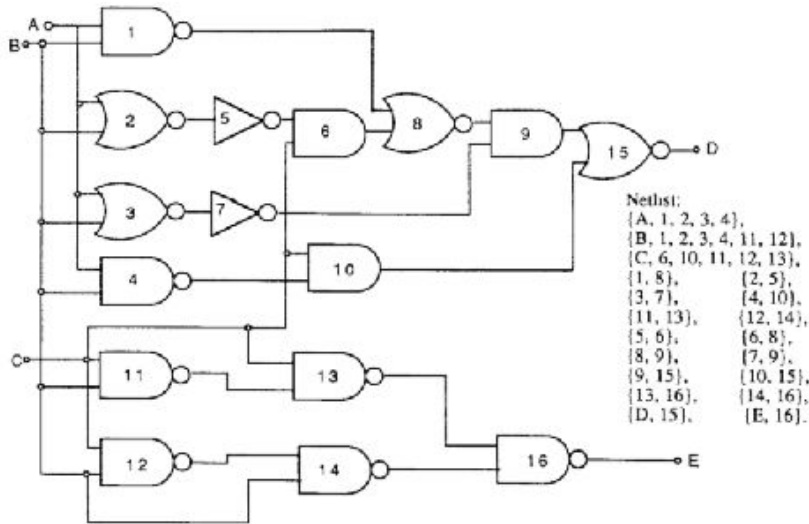 A
B
1
2
5
6
8
9
15
D
3
7
4
10
C
11
13
12
14
16
E
Netlist:
{A, 1, 2, 3, 4},
{B, 1, 2, 3, 4, 11, 12},
{C, 6, 10, 11, 12, 13},
{1, 8}, {2, 5},
{3, 7}, {4, 10},
{11, 13}, {12, 14},
{5, 6}, {6, 8},
{8, 9}, {7, 9},
{9, 15}, {10, 15},
{13, 16}, {14, 16},
{D, 15}, {E, 16}.